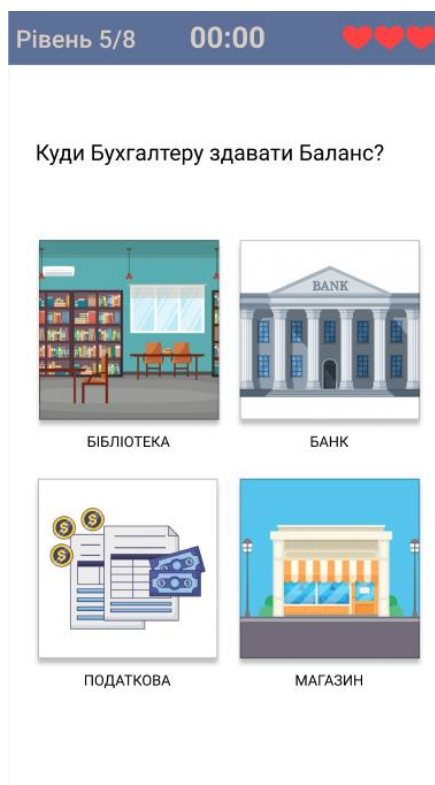 Рівень 5/8 00:00
Куди Бухгалтеру здавати Баланс?
BANK
БІБЛІОТЕКА БАНК
$ $
$
ПОДАТКОВА МАГАЗИН